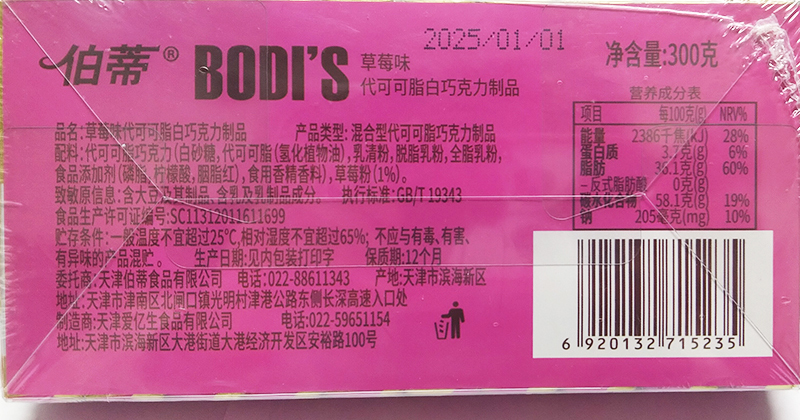 伯蒂® BODI'S 草莓味 2025/01/01
代可可脂白巧克力制品
净含量:300克
品名:草莓味代可可脂白巧克力制品 产品类型:混合型代可可脂巧克力制品
配料:代可可脂巧克力(白砂糖,代可可脂(氢化植物油),乳清粉,脱脂乳粉,全脂乳粉,
食品添加剂(磷脂,柠檬酸,胭脂红),食用香精香料),草莓粉(1%)。
致敏原信息:含大豆及其制品、含乳及乳制品成分。 执行标准:GB/T 19343
食品生产许可证编号:SC11312011611699
贮存条件:一般温度不宜超过25℃,相对湿度不宜超过65%; 不应与有毒、有害、
有异味的产品混贮。 生产日期:见内包装打印字 保质期:12个月
委托商:天津伯蒂食品有限公司 电话:022-88611343 产地:天津市滨海新区
地址:天津市津南区北闸口镇光明村津港公路东侧长深高速入口处
制造商:天津爱亿生食品有限公司 电话:022-59651154
地址:天津市滨海新区大港街道大港经济开发区安裕路100号
营养成分表
项目 每100克(g) NRV%
能量 2386千焦(kJ) 28%
蛋白质 (g) 6%
脂肪 36.1克(g) 60%
-反式脂肪酸 0克(g)
碳水化合物 58.1克(g) 19%
钠 205毫克(mg) 10%
6 920132 715235